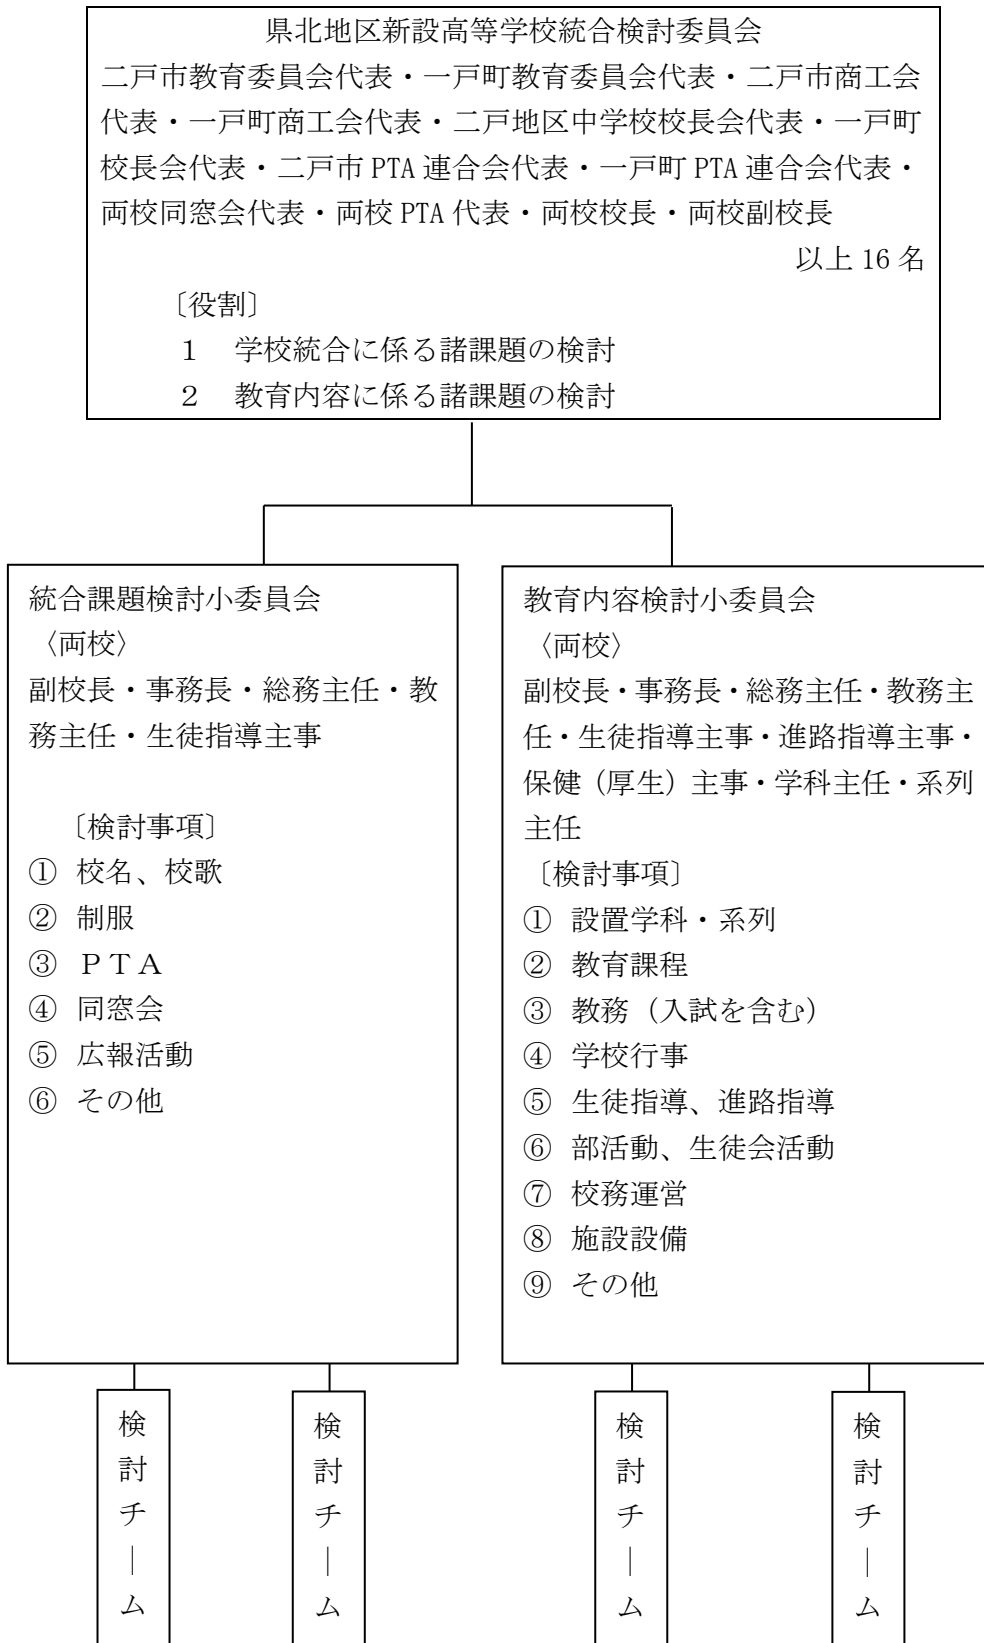 県北地区新設高等学校統合検討委員会
二戸市教育委員会代表・一戸町教育委員会代表・二戸市商工会
代表・一戸町商工会代表・二戸地区中学校校長会代表・一戸町
校長会代表・二戸市 PTA 連合会代表・一戸町 PTA 連合会代表・
両校同窓会代表・両校 PTA 代表・両校校長・両校副校長
以上 16 名
〔役割〕
１ 学校統合に係る諸課題の検討
２ 教育内容に係る諸課題の検討
統合課題検討小委員会
〈両校〉
副校長・事務長・総務主任・教
務主任・生徒指導主事
〔検討事項〕
① 校名、校歌
② 制服
③ ＰＴＡ
④ 同窓会
⑤ 広報活動
⑥ その他
教育内容検討小委員会
〈両校〉
副校長・事務長・総務主任・教務主
任・生徒指導主事・進路指導主事・
保健（厚生）主事・学科主任・系列
主任
〔検討事項〕
① 設置学科・系列
② 教育課程
③ 教務（入試を含む）
④ 学校行事
⑤ 生徒指導、進路指導
⑥ 部活動、生徒会活動
⑦ 校務運営
⑧ 施設設備
⑨ その他
検討チーム
検討チーム
検討チーム
検討チーム